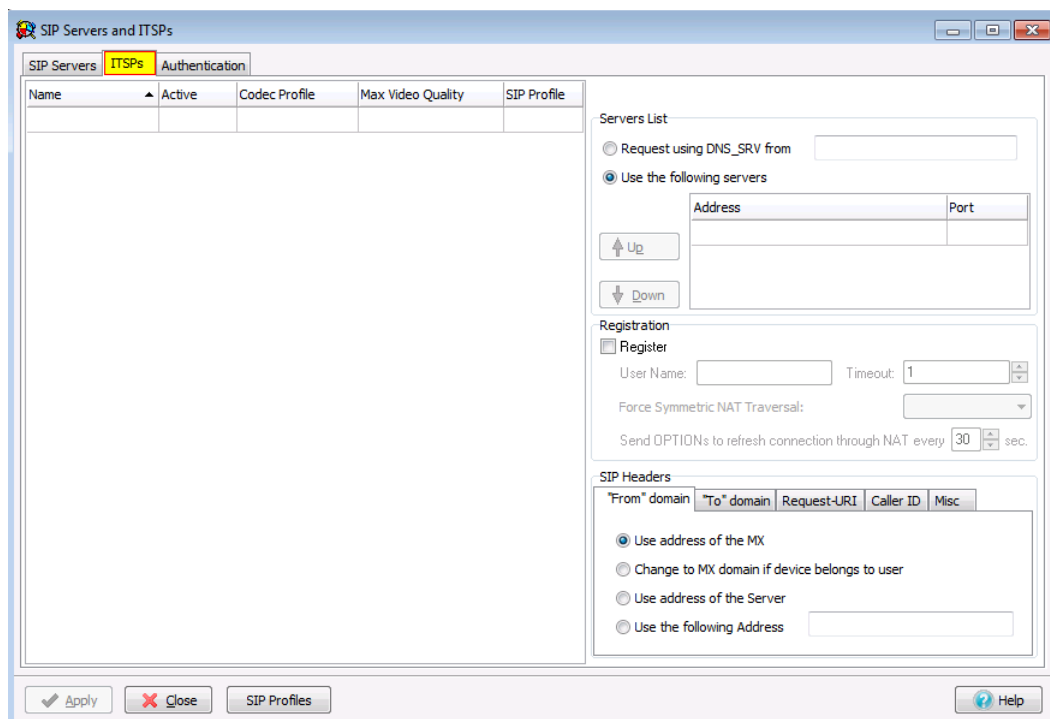 SIP Servers and ITSPs
SIP Servers ITSPs Authentication
Name Active Codec Profile Max Video Quality SIP Profile
Servers List
Request using DNS_SRV from
Use the following servers
Address Port
Up
Down
Registration
Register
User Name: Timeout: 1
Force Symmetric NAT Traversal:
Send OPTIONs to refresh connection through NAT every 30 sec.
SIP Headers
"From" domain "To" domain Request-URI Caller ID Misc
Use address of the MX
Change to MX domain if device belongs to user
Use address of the Server
Use the following Address
Apply Close SIP Profiles Help